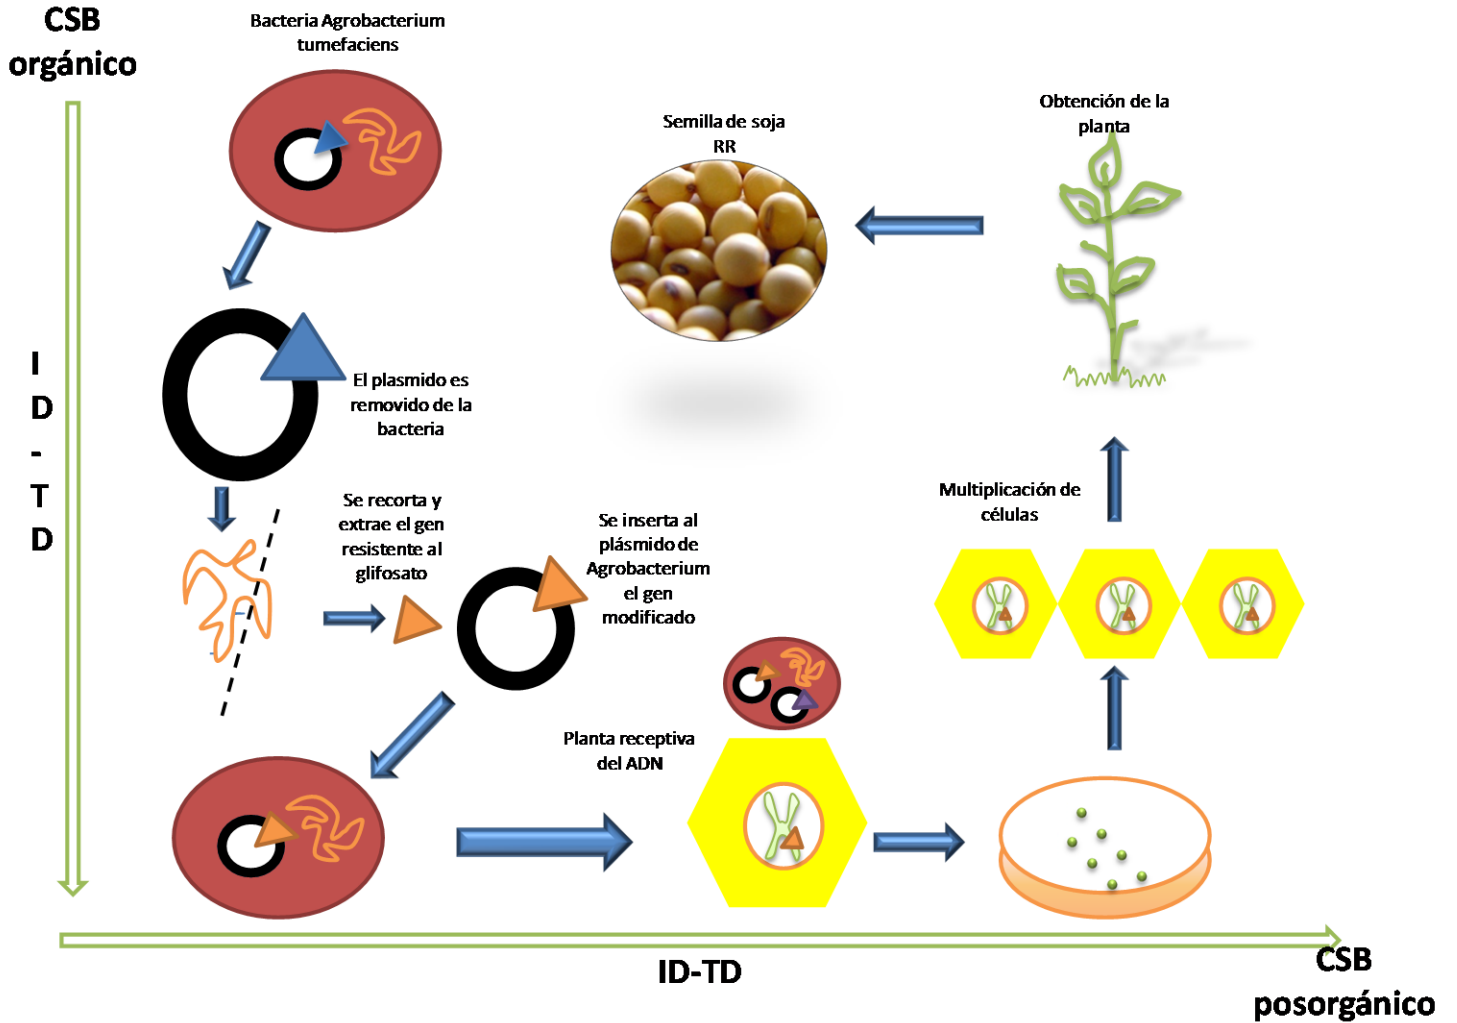 CSB
orgánico
Bacteria Agrobacterium
tumefaciens
Semilla de soja
RR
Obtención de la
planta
I
D
-
T
D
El plasmido es
removido de la
bacteria
Se recorta y
extrae el gen
resistente al
glifosato
Se inserta al
plásmido de
Agrobacterium
el gen
modificado
Multiplicación de
células
Planta receptiva
del ADN
ID-TD
CSB
posorgánico